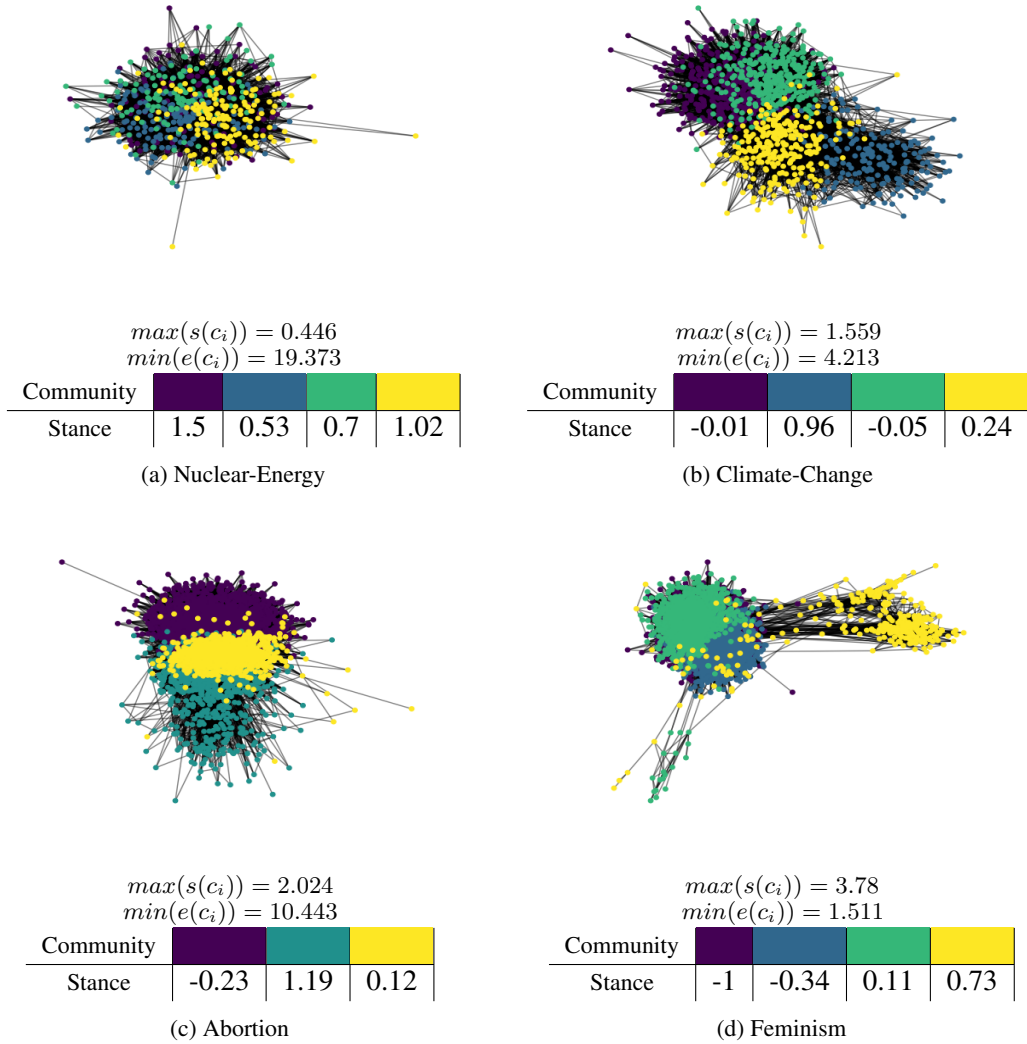 max(s(c_i)) = 0.446
min(e(c_i)) = 19.373
Community
Stance 1.5 0.53 0.7 1.02
(a) Nuclear-Energy
max(s(c_i)) = 1.559
min(e(c_i)) = 4.213
Community
Stance -0.01 0.96 -0.05 0.24
(b) Climate-Change
max(s(c_i)) = 2.024
min(e(c_i)) = 10.443
Community
Stance -0.23 1.19 0.12
(c) Abortion
max(s(c_i)) = 3.78
min(e(c_i)) = 1.511
Community
Stance -1 -0.34 0.11 0.73
(d) Feminism